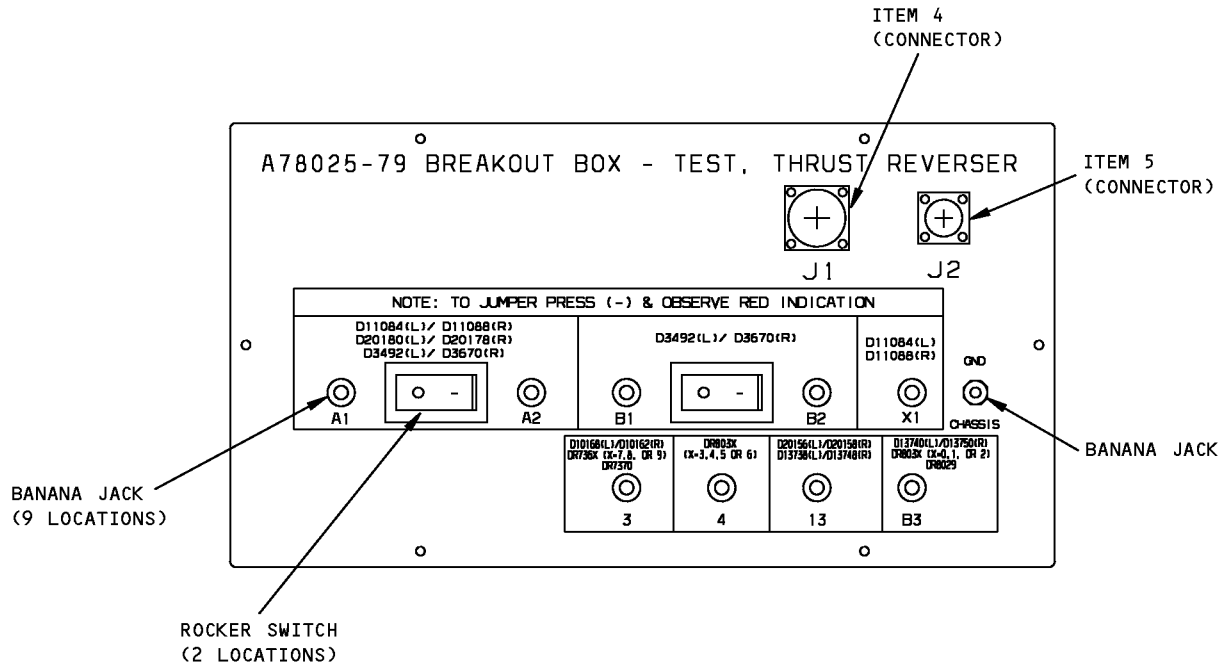 ITEM 4
(CONNECTOR)
A78025-79 BREAKOUT BOX - TEST, THRUST REVERSER
ITEM 5
(CONNECTOR)
J1
J2
NOTE: TO JUMPER PRESS (-) & OBSERVE RED INDICATION
D11084(L)/ D11088(R)
D20180(L)/ D20178(R)
D3492(L)/ D3670(R)
D3492(L)/ D3670(R)
D11084(L)
D11088(R)
GND
A1
A2
B1
B2
X1
CHASSIS
BANANA JACK
BANANA JACK
(9 LOCATIONS)
D10168(L)/D10162(R)
DR736X (X=7,8, OR 9)
DR7370
DR803X
(X=3,4,5 OR 6)
D20156(L)/D20158(R)
D13738(L)/D13748(R)
D13740(L)/D13750(R)
DR803X (X=0,1, OR 2)
DR8029
3
4
13
B3
ROCKER SWITCH
(2 LOCATIONS)